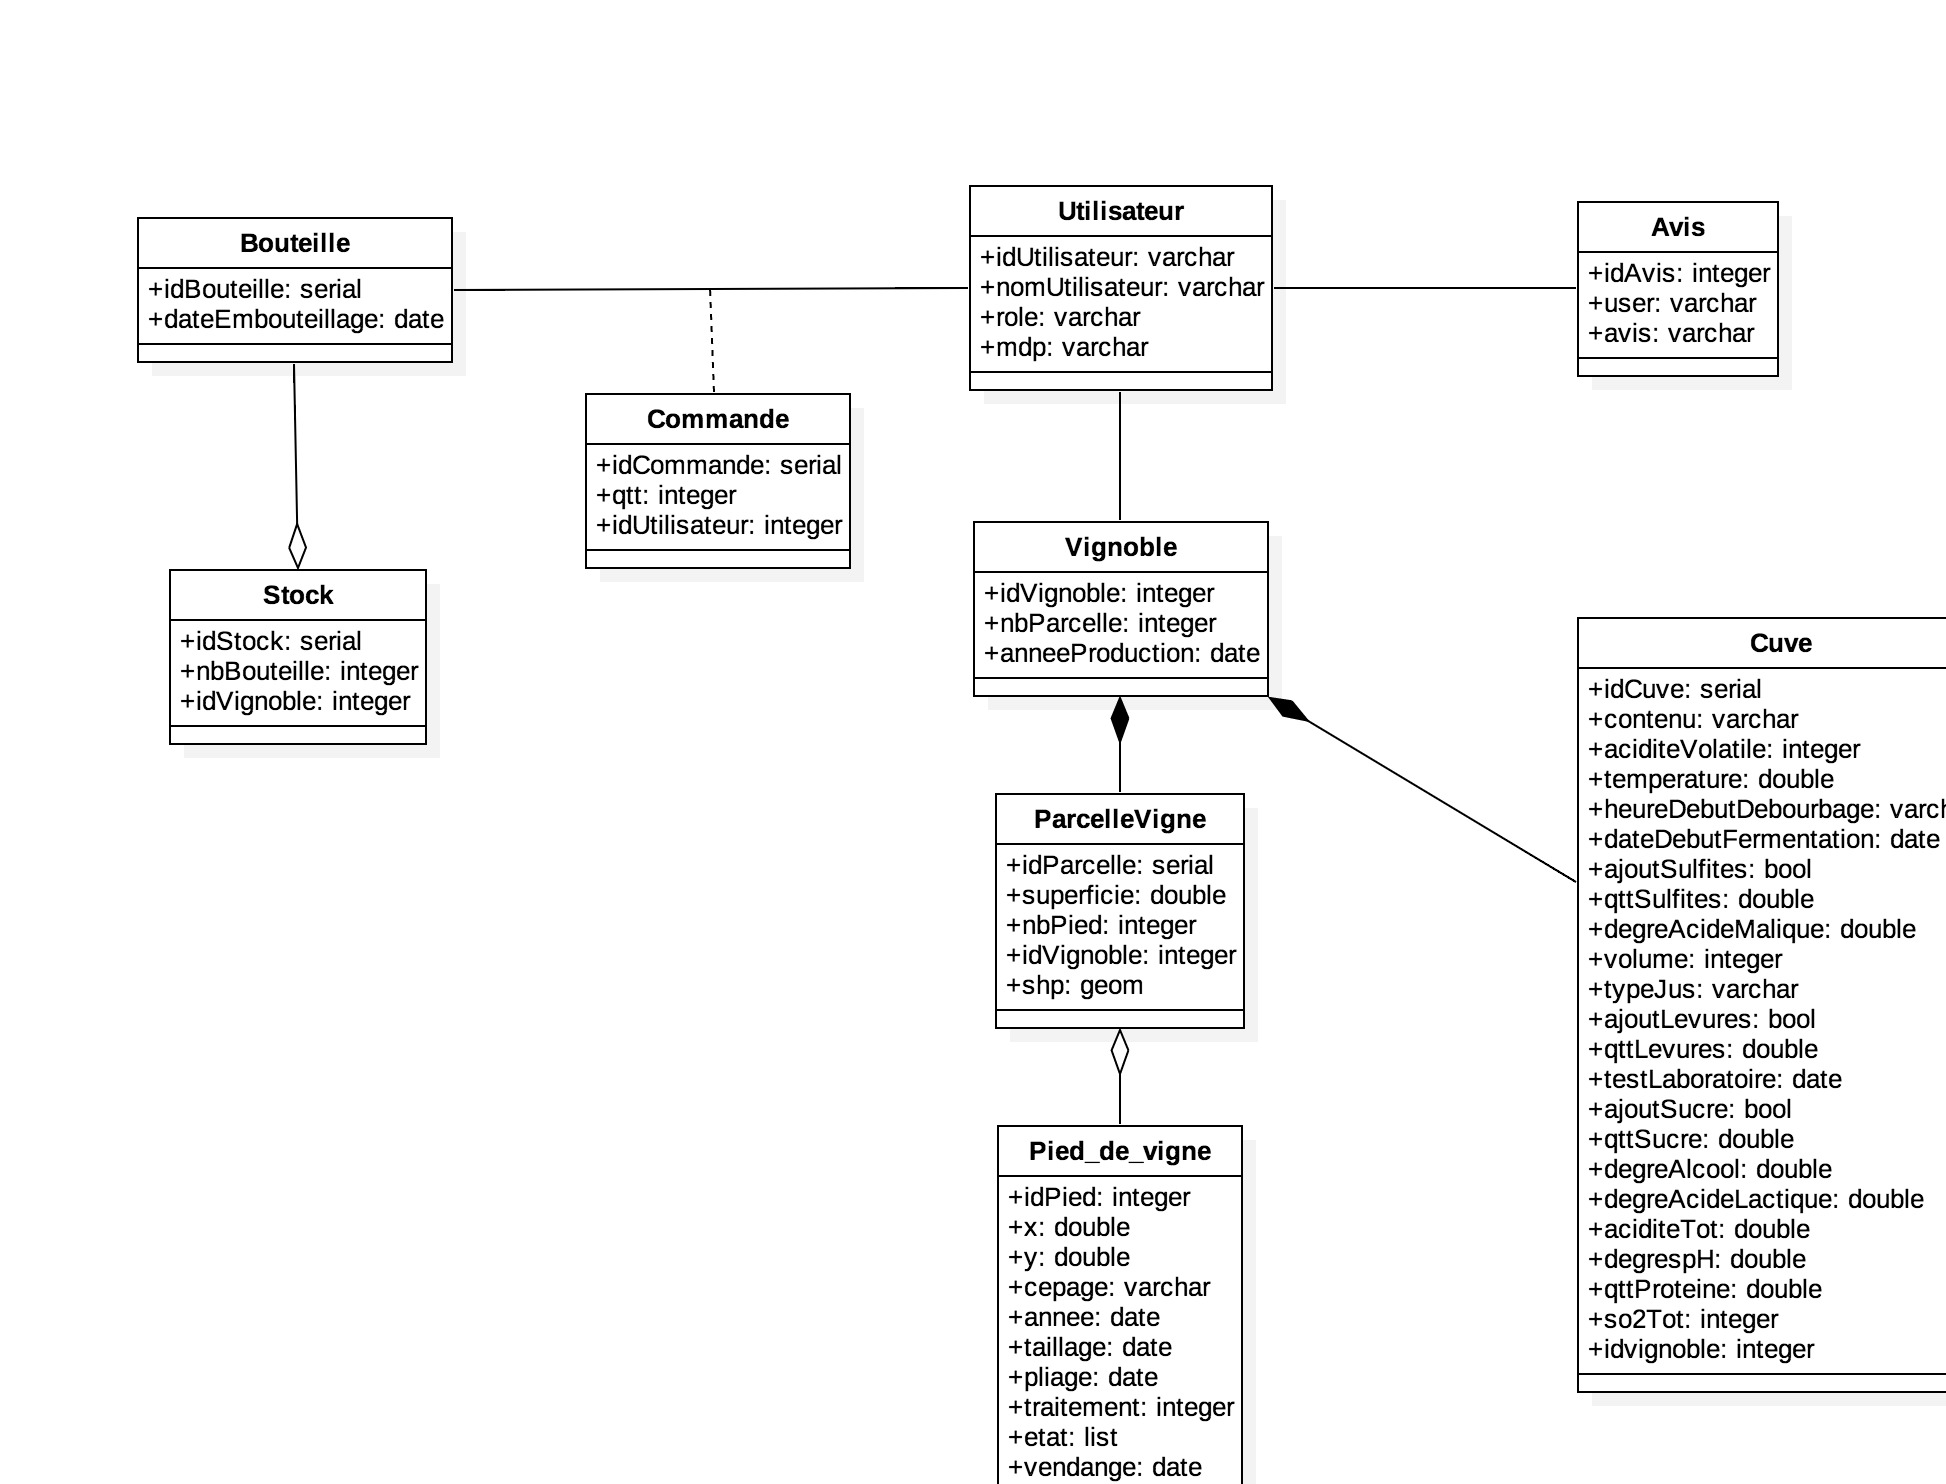 Bouteille
+idBouteille: serial
+dateEmbouteillage: date
Utilisateur
+idUtilisateur: varchar
+nomUtilisateur: varchar
+role: varchar
+mdp: varchar
Avis
+idAvis: integer
+user: varchar
+avis: varchar
Commande
+idCommande: serial
+qtt: integer
+idUtilisateur: integer
Stock
+idStock: serial
+nbBouteille: integer
+idVignoble: integer
Vignoble
+idVignoble: integer
+nbParcelle: integer
+anneeProduction: date
ParcelleVigne
+idParcelle: serial
+superficie: double
+nbPied: integer
+idVignoble: integer
+shp: geom
Pied_de_vigne
+idPied: integer
+x: double
+y: double
+cepage: varchar
+annee: date
+taillage: date
+pliage: date
+traitement: integer
+etat: list
+vendange: date
Cuve
+idCuve: serial
+contenu: varchar
+aciditeVolatile: integer
+temperature: double
+heureDebutDebourbage:
+dateDebutFermentation: date
+ajoutSulfites: bool
+qttSulfites: double
+degreAcideMalique: double
+volume: integer
+typeJus: varchar
+ajoutLevures: bool
+qttLevures: double
+testLaboratoire: date
+ajoutSucre: bool
+qttSucre: double
+degreAlcool: double
+degreAcideLactique: double
+aciditeTot: double
+degrespH: double
+qttProteine: double
+so2Tot: integer
+idvignoble: integer